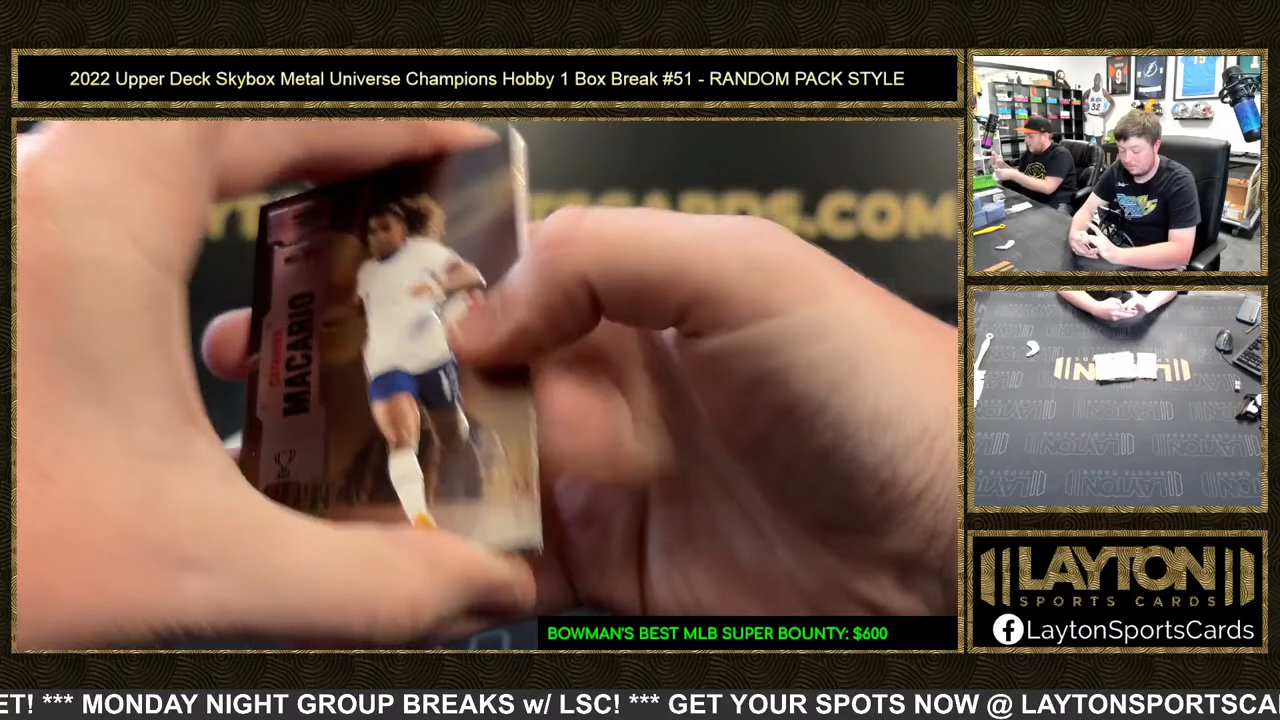 2022 Upper Deck Skybox Metal Universe Champions Hobby 1 Box Break #51 - RANDOM PACK STYLE
MACARIO
BOWMAN'S BEST MLB SUPER BOUNTY: $600
LAYTON
SPORTS CARDS
LaytonSportsCards
ET! *** MONDAY NIGHT GROUP BREAKS w/ LSC! *** GET YOUR SPOTS NOW @ LAYTONSPORTSCA